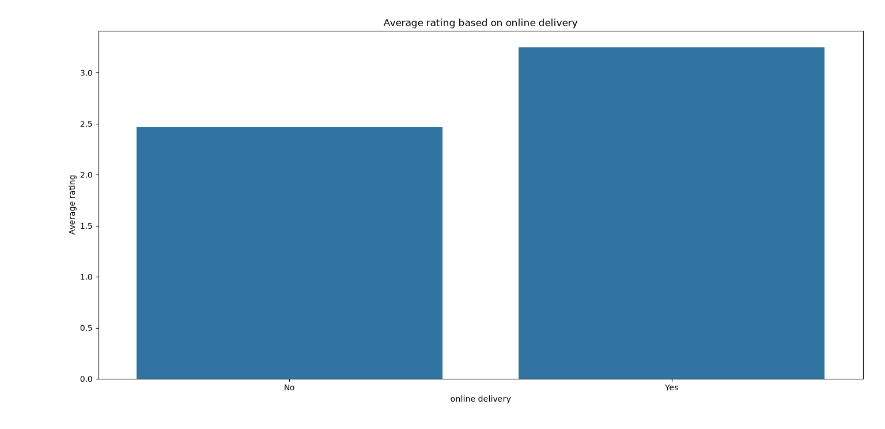 Average rating based on online delivery
Average rating
3.0
2.5
2.0
1.5
1.0
0.5
0.0
No
Yes
online delivery